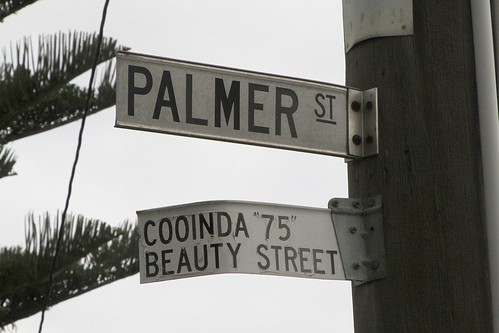 PALMER ST
COOINDA "75"
BEAUTY STREET